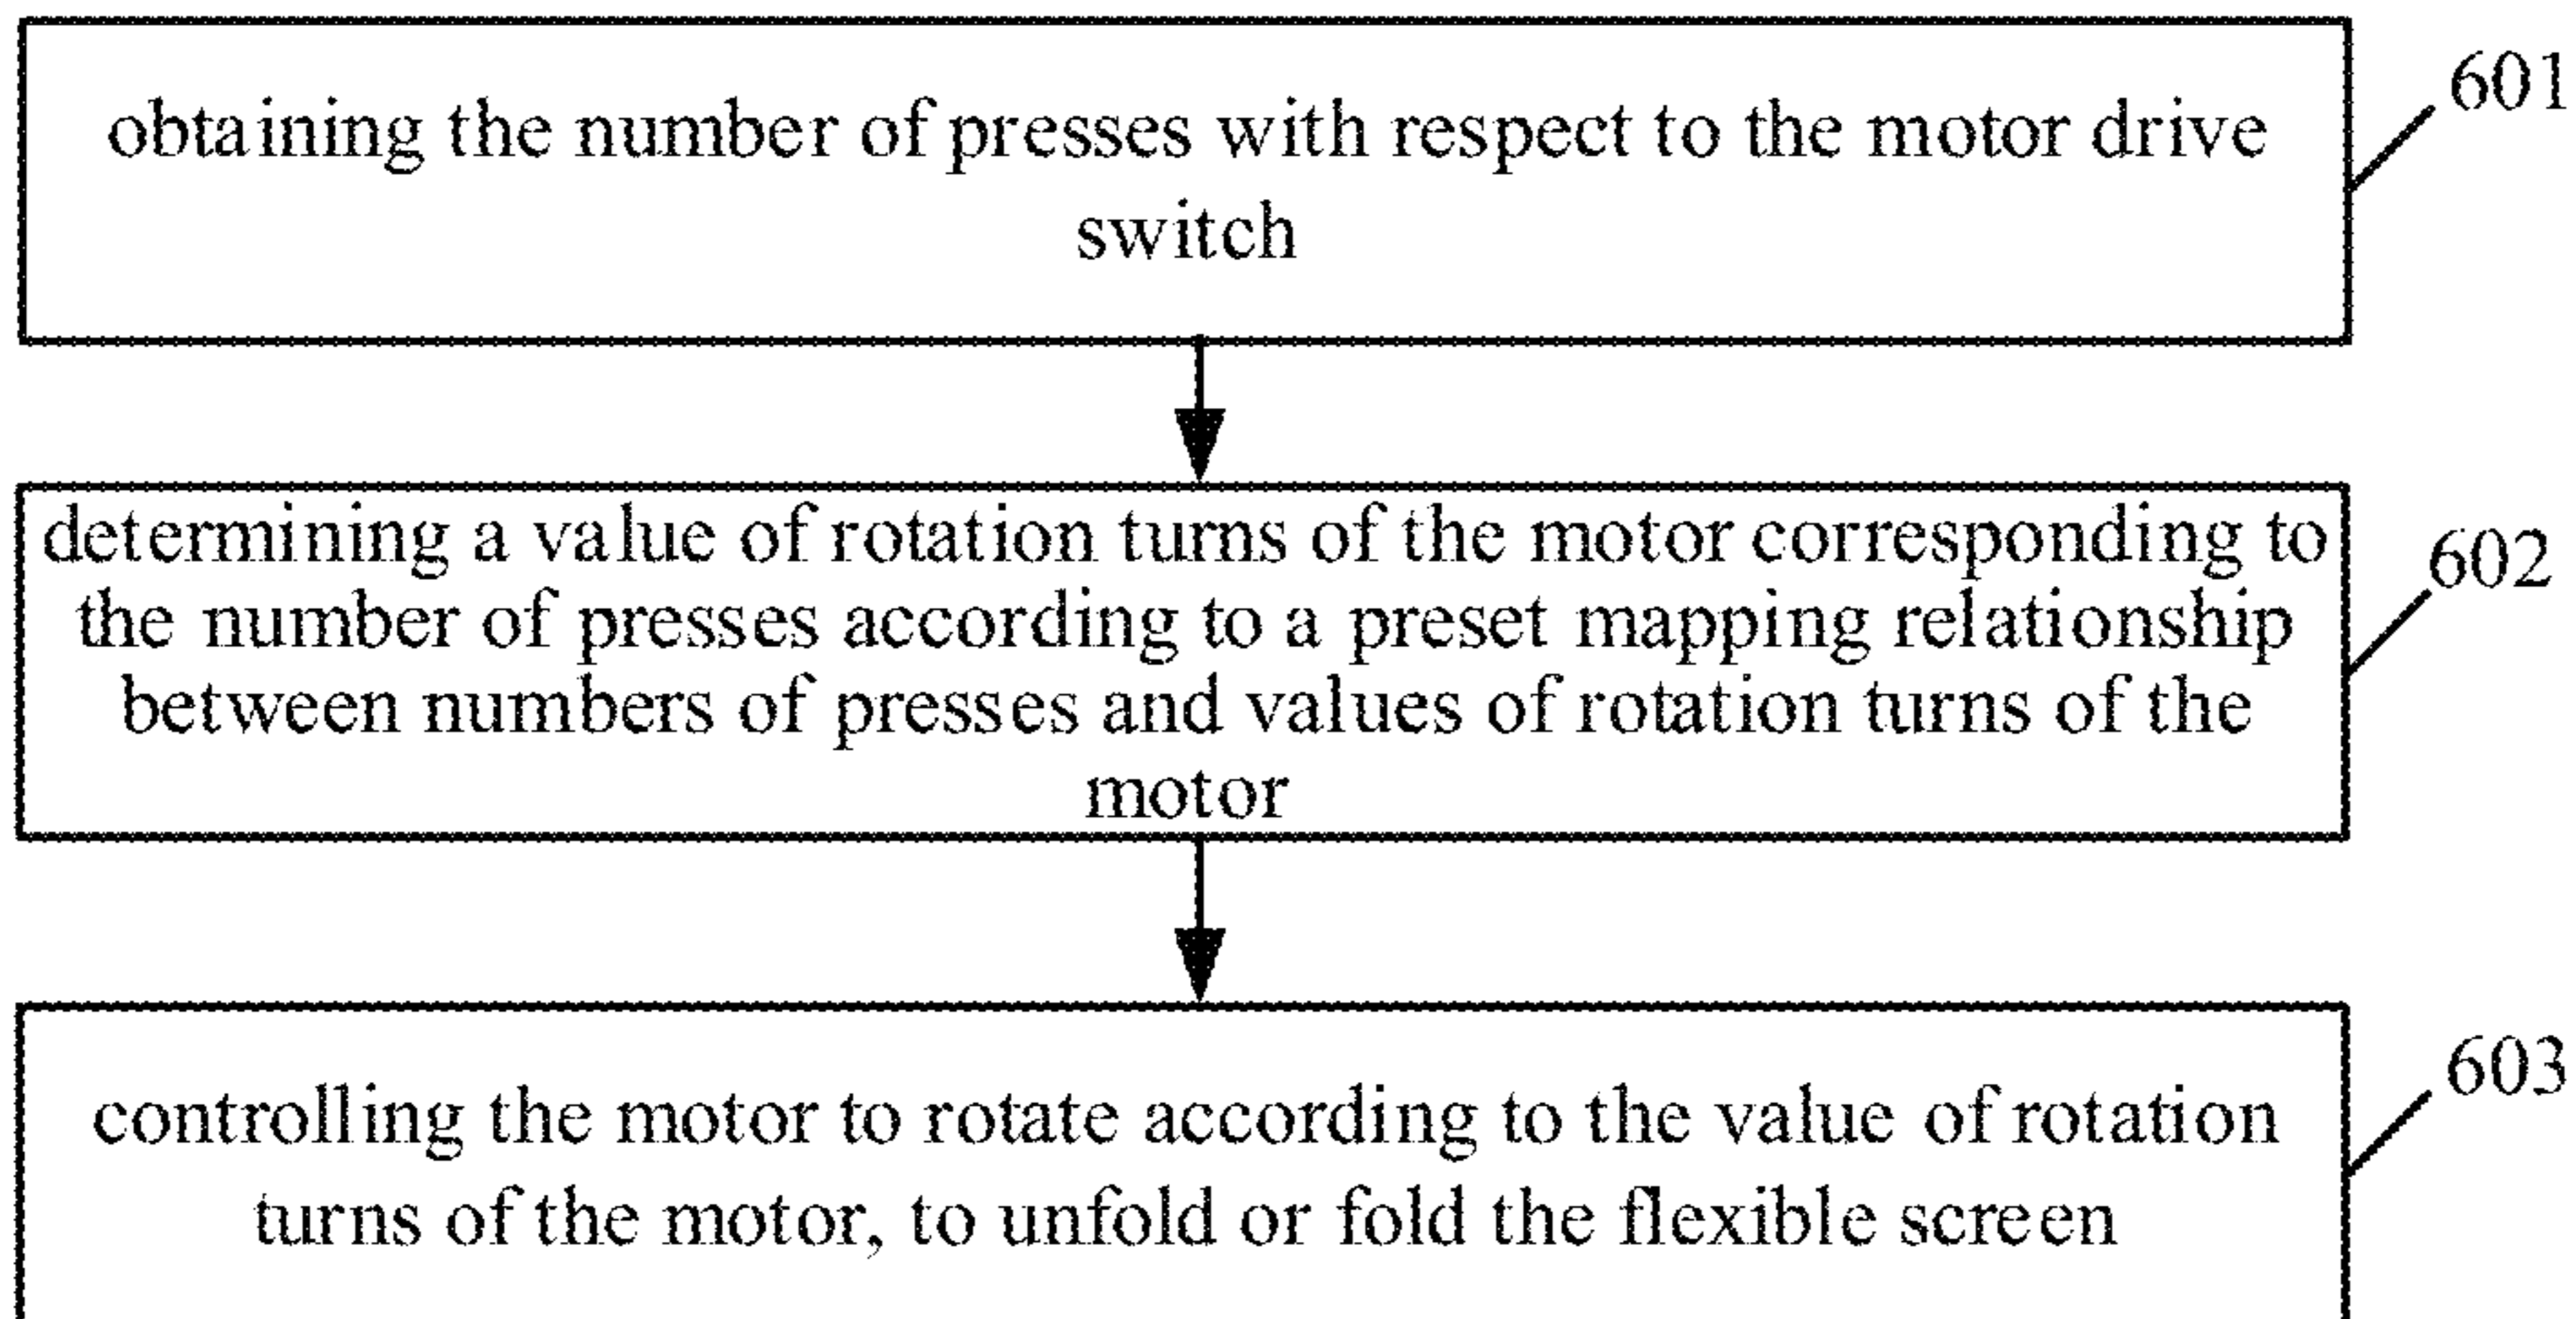 obtaining the number of presses with respect to the motor drive
switch
601
determining a value of rotation turns of the motor corresponding to
the number of presses according to a preset mapping relationship
between numbers of presses and values of rotation turns of the
motor
602
controlling the motor to rotate according to the value of rotation
turns of the motor, to unfold or fold the flexible screen
603